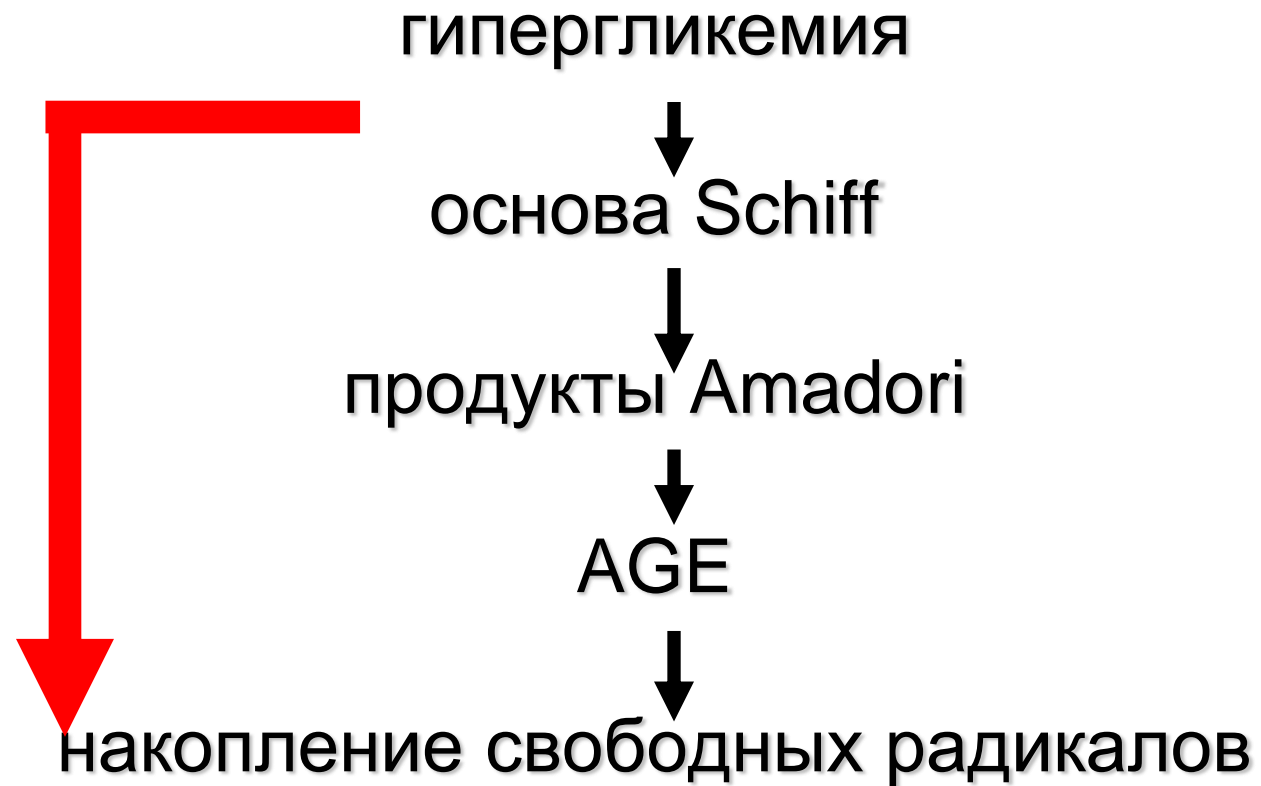 гипергликемия
основа Schiff
продукты Amadori
AGE
накопление свободных радикалов